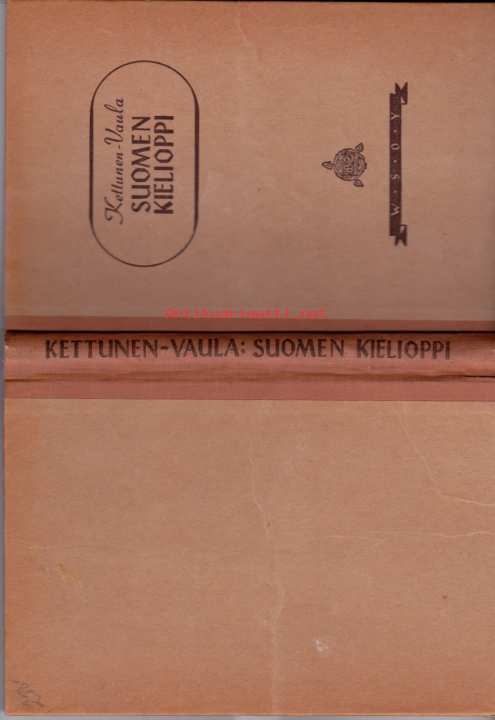 Kettunen-Vaula
SUOMEN
KIELIOPPI
W·S·O·Y
KETTUNEN-VAULA: SUOMEN KIELIOPPI